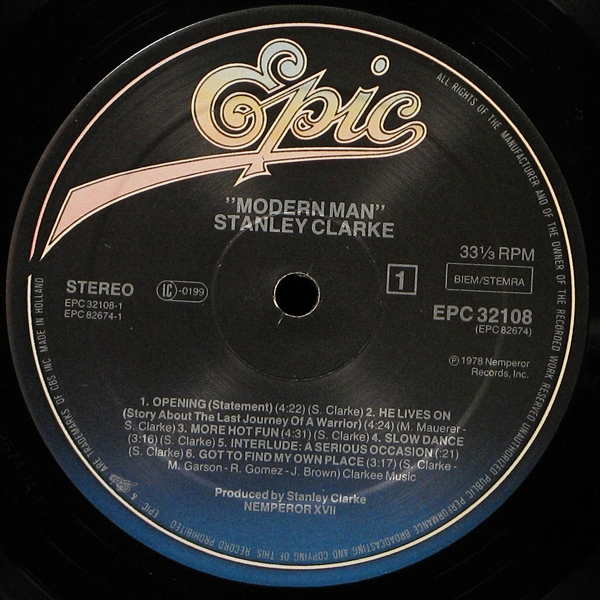 Epic
"MODERN MAN"
STANLEY CLARKE
33⅓ RPM
STEREO
LC-0199
1
BIEM/STEMRA
EPC 32108-1
EPC 82674-1
EPC 32108
(EPC 82674)
℗ 1978 Nemperor
Records, Inc.
1. OPENING (Statement) (4:22) (S. Clarke) 2. HE LIVES ON
(Story About The Last Journey Of A Warrior) (4:24) (M. Mauerer -
S. Clarke) 3. MORE HOT FUN (4:31) (S. Clarke) 4. SLOW DANCE
(3:16) (S. Clarke) 5. INTERLUDE: A SERIOUS OCCASION (:21)
(S. Clarke) 6. GOT TO FIND MY OWN PLACE (3:17) (S. Clarke -
M. Garson - R. Gomez - J. Brown) Clarkee Music
Produced by Stanley Clarke
NEMPEROR XVII
ALL RIGHTS OF THE MANUFACTURER AND OF THE OWNER OF THE RECORDED WORK RESERVED UNAUTHORIZED PUBLIC PERFORMANCE BROADCASTING AND COPYING OF THIS RECORD PROHIBITED
EPIC & ARE TRADEMARKS OF CBS INC. MADE IN HOLLAND